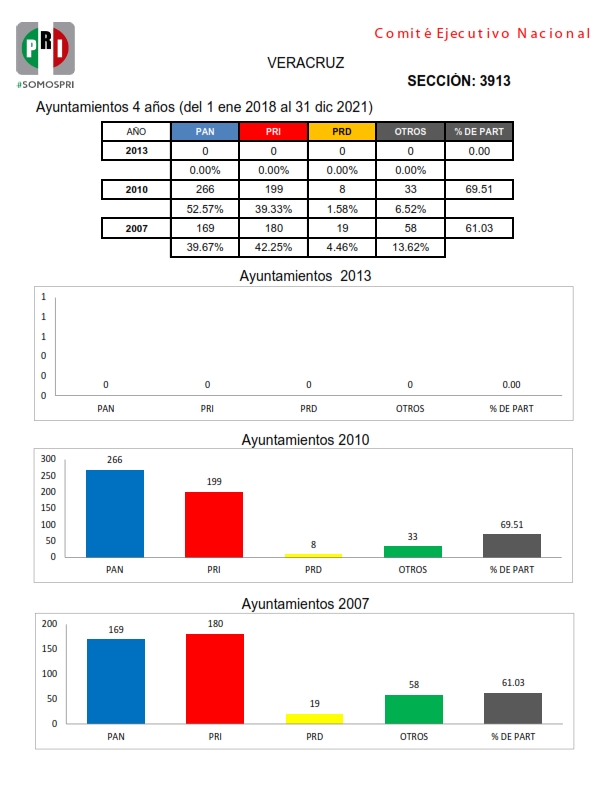 Comité Ejecutivo Nacional
PRI
#SOMOSPRI
VERACRUZ
SECCIÓN: 3913
Ayuntamientos 4 años (del 1 ene 2018 al 31 dic 2021)
AÑO PAN PRI PRD OTROS % DE PART
2013 0 0 0 0 0.00
0.00% 0.00% 0.00% 0.00%
2010 266 199 8 33 69.51
52.57% 39.33% 1.58% 6.52%
2007 169 180 19 58 61.03
39.67% 42.25% 4.46% 13.62%
Ayuntamientos 2013
1
1
1
0
0
0
0 0 0 0 0.00
PAN PRI PRD OTROS % DE PART
Ayuntamientos 2010
300
250
200
150
100
50
0
266
199
8
33
69.51
PAN PRI PRD OTROS % DE PART
Ayuntamientos 2007
200
150
100
50
0
169
180
19
58
61.03
PAN PRI PRD OTROS % DE PART